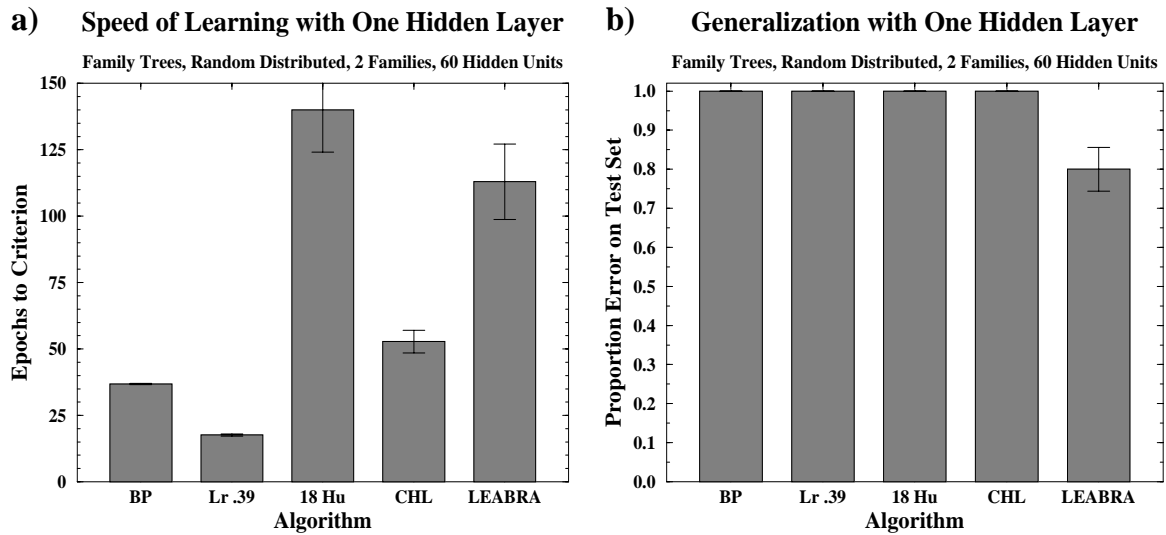 a) Speed of Learning with One Hidden Layer
Family Trees, Random Distributed, 2 Families, 60 Hidden Units
150
125
100
75
50
25
0
Epochs to Criterion
BP Lr .39 18 Hu CHL LEABRA
Algorithm
b) Generalization with One Hidden Layer
Family Trees, Random Distributed, 2 Families, 60 Hidden Units
1.0
0.9
0.8
0.7
0.6
0.5
0.4
0.3
0.2
0.1
0.0
Proportion Error on Test Set
BP Lr .39 18 Hu CHL LEABRA
Algorithm